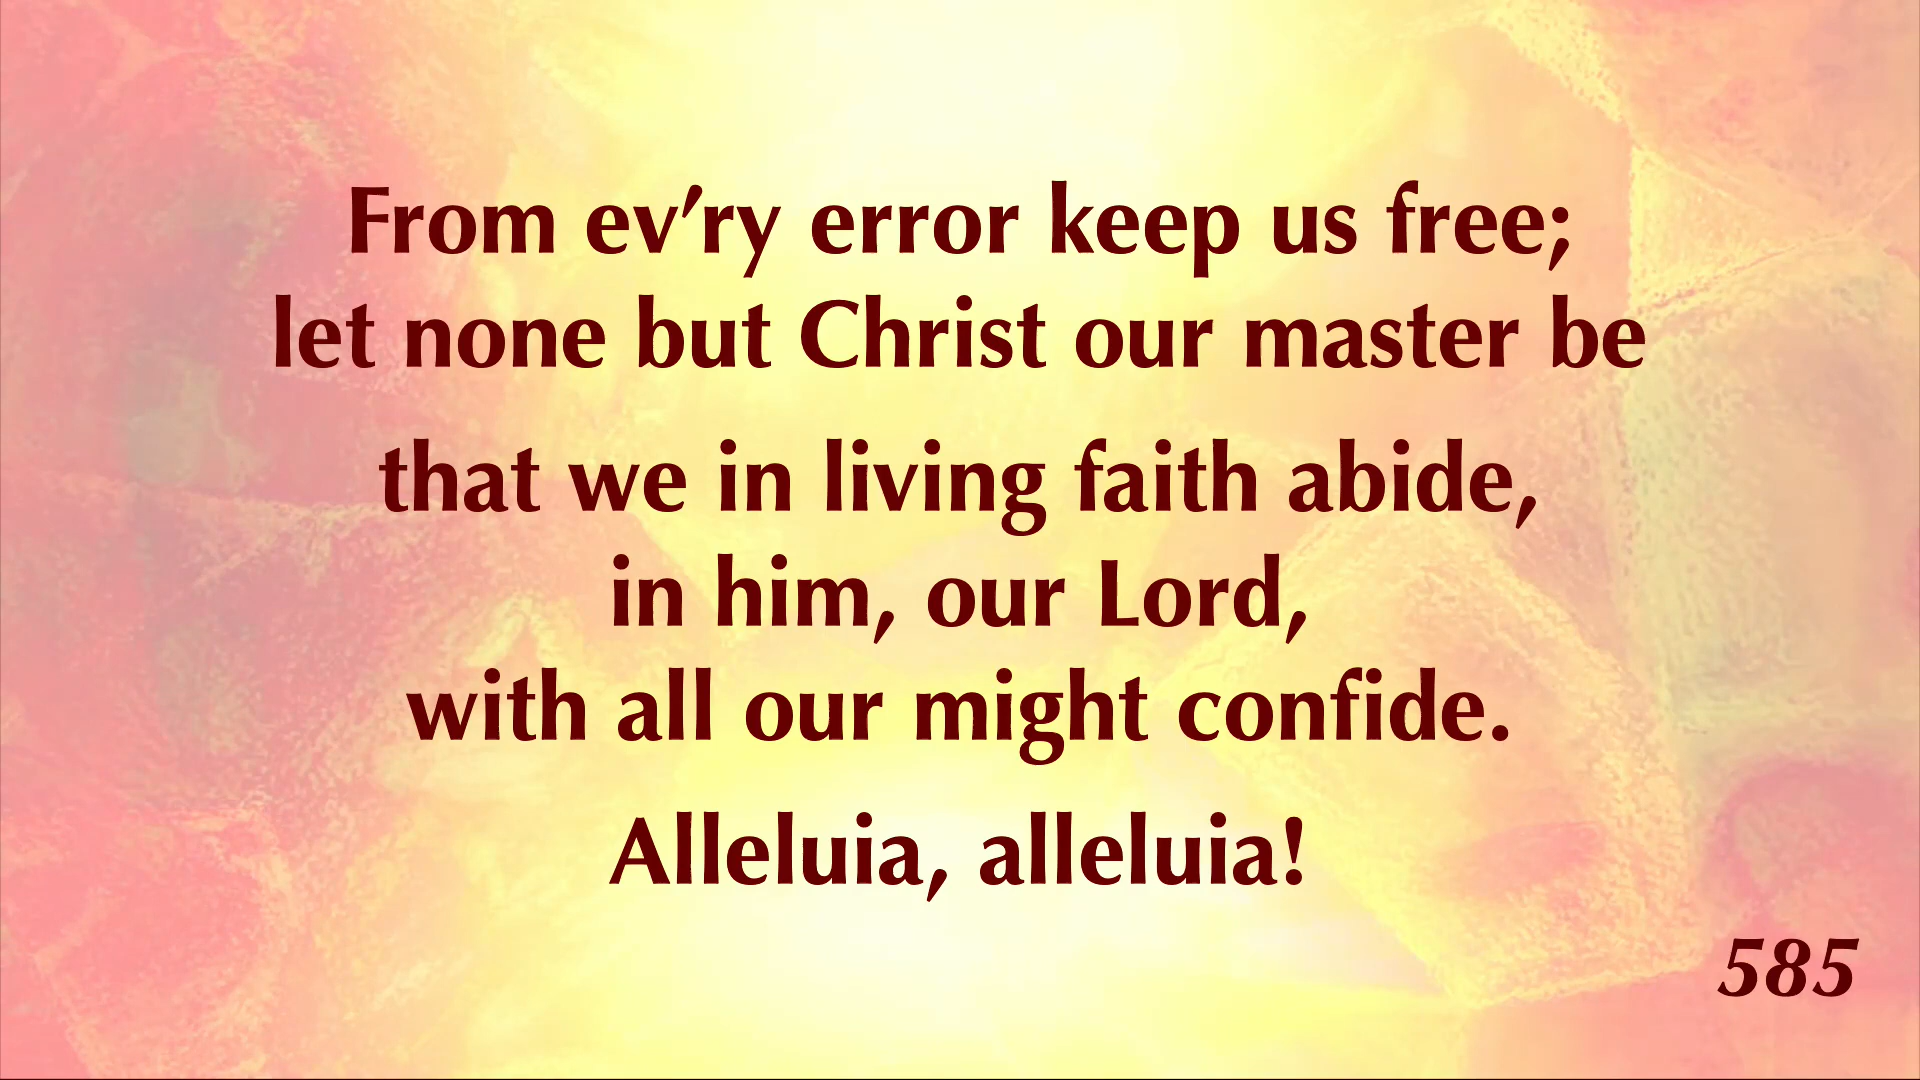 From ev’ry error keep us free;
let none but Christ our master be
that we in living faith abide,
in him, our Lord,
with all our might confide.
Alleluia, alleluia!
585